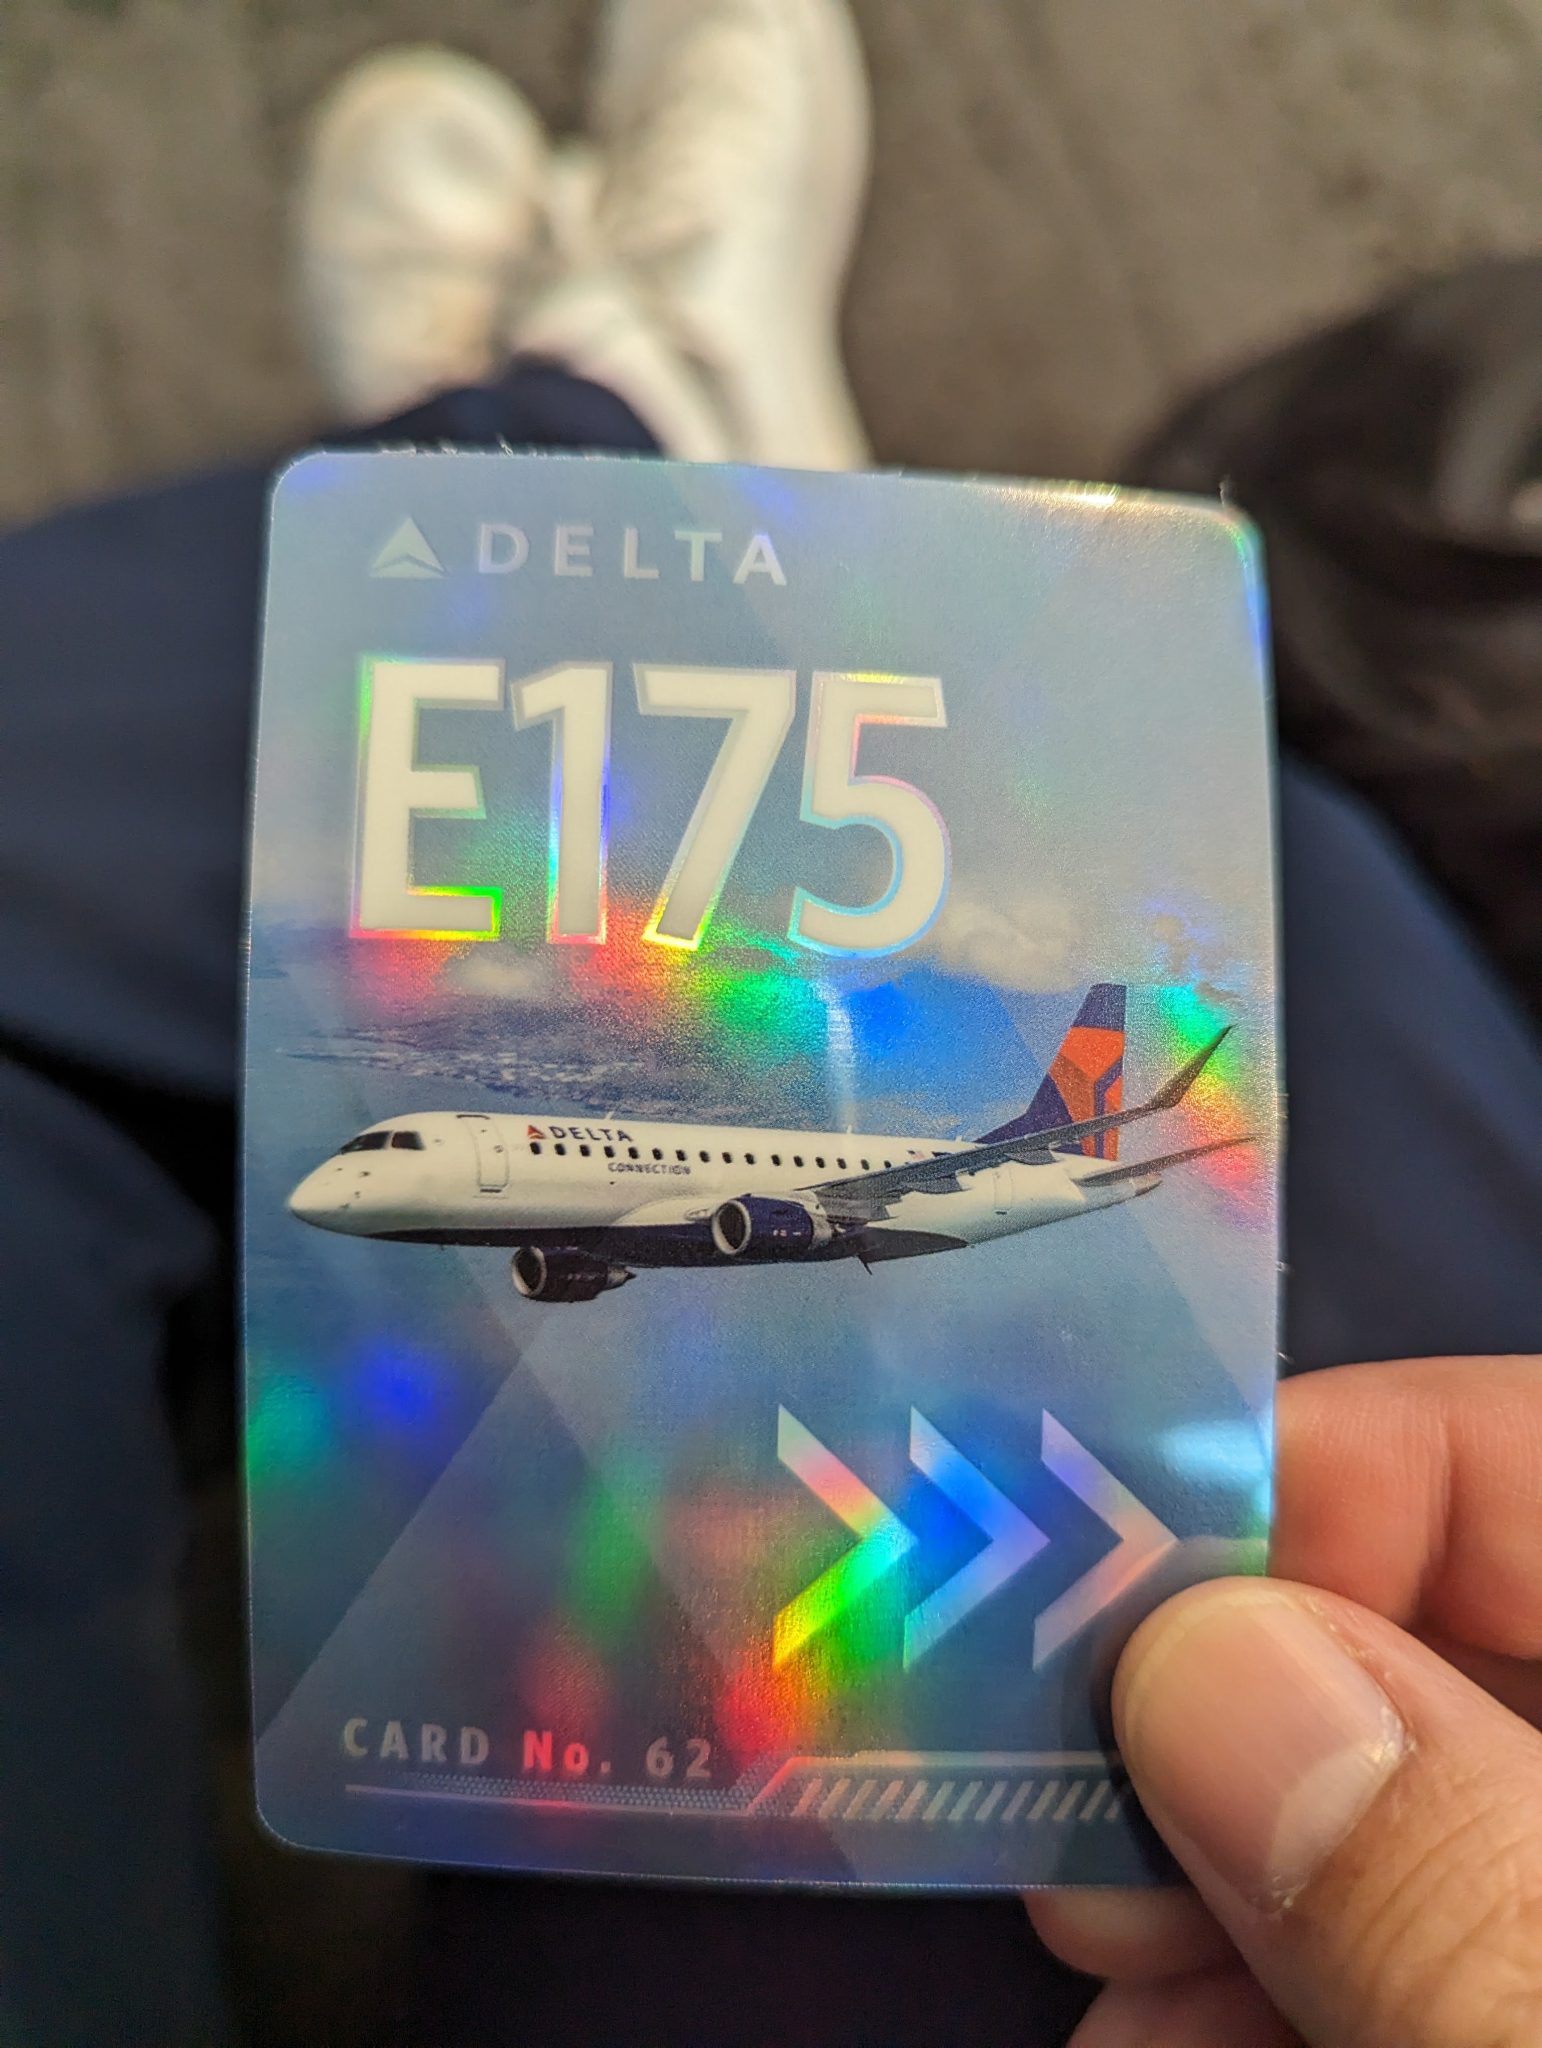 DELTA
E175
DELTA
CONNECTION
CARD No. 62